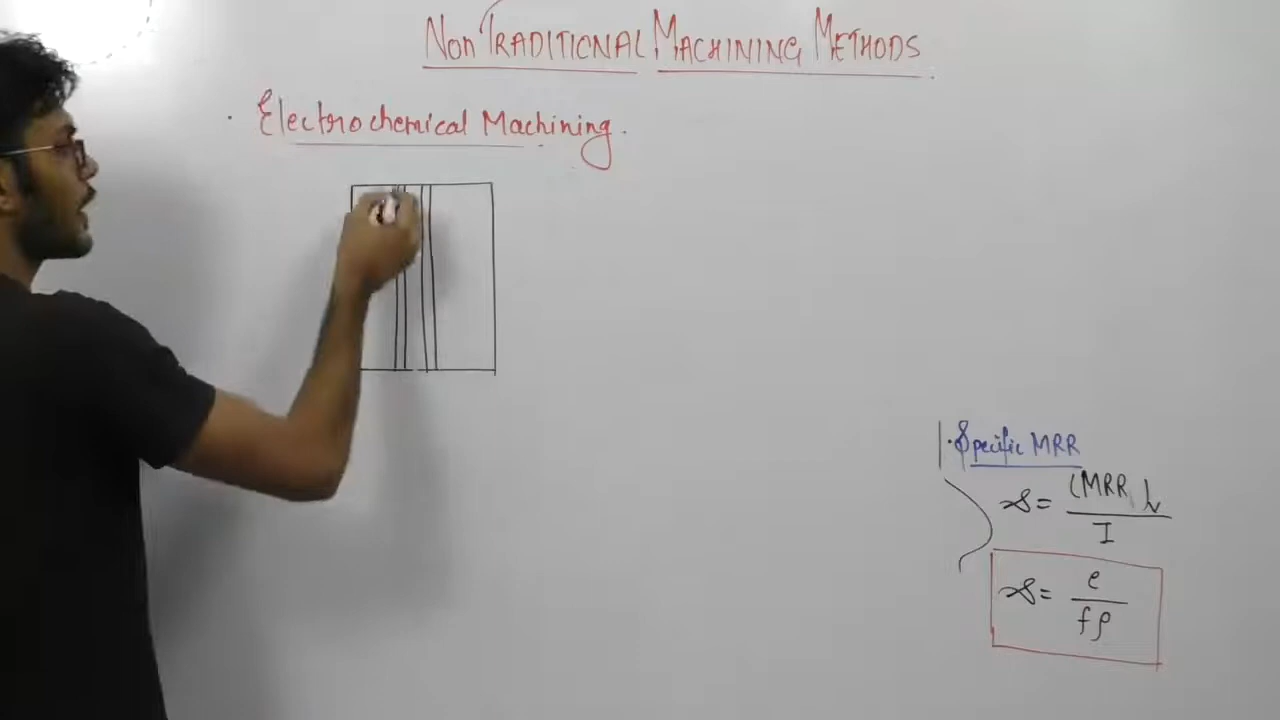 Non TRADITIONAL MACHINING METHODS
. Electrochemical Machining.
. Specific MRR
s = (MRR)v
I
s = e
fρ